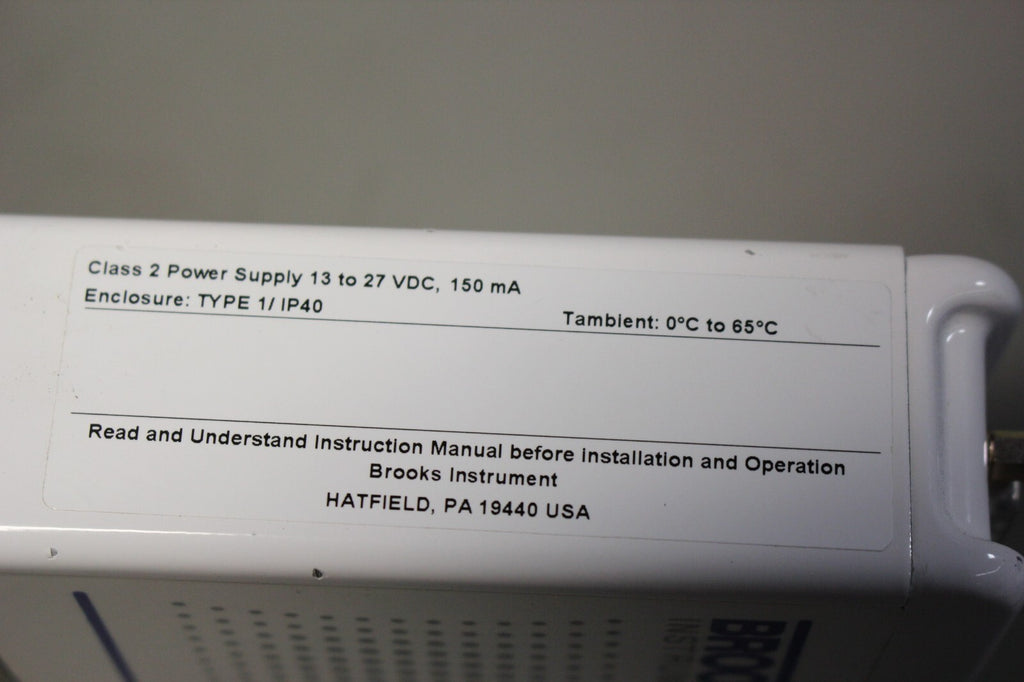 Class 2 Power Supply 13 to 27 VDC, 150 mA
Enclosure: TYPE 1/ IP40
Tambient: 0°C to 65°C
Read and Understand Instruction Manual before installation and Operation
Brooks Instrument
HATFIELD, PA 19440 USA